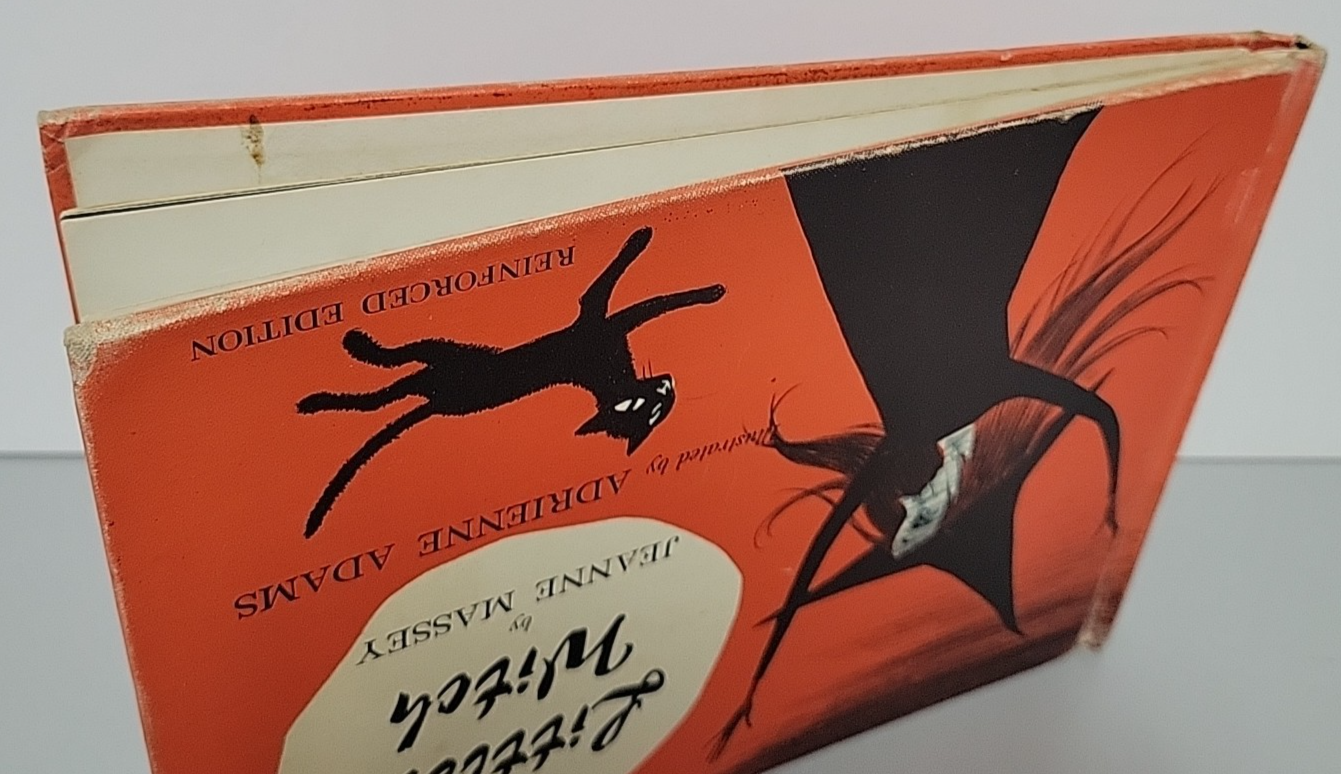 Witch
by
JEANNE MASSEY
Illustrated by ADRIENNE ADAMS
REINFORCED EDITION